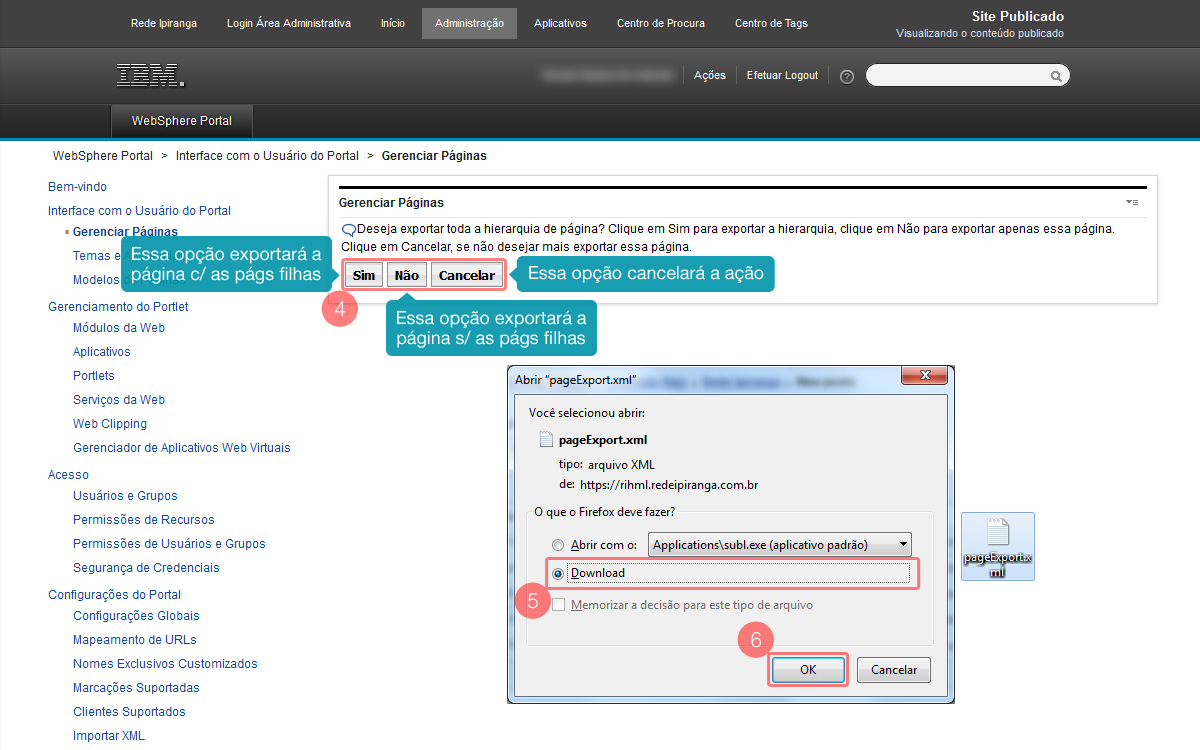 Rede Ipiranga
Login Área Administrativa
Início
Administração
Aplicativos
Centro de Procura
Centro de Tags
Site Publicado
Visualizando o conteúdo publicado
IBM.
Ações
Efetuar Logout
?
WebSphere Portal
WebSphere Portal > Interface com o Usuário do Portal > Gerenciar Páginas
Bem-vindo
Interface com o Usuário do Portal
Gerenciar Páginas
Temas e
Modelos
Gerenciamento do Portlet
Módulos da Web
Aplicativos
Portlets
Serviços da Web
Web Clipping
Gerenciador de Aplicativos Web Virtuais
Acesso
Usuários e Grupos
Permissões de Recursos
Permissões de Usuários e Grupos
Segurança de Credenciais
Configurações do Portal
Configurações Globais
Mapeamento de URLs
Nomes Exclusivos Customizados
Marcações Suportadas
Clientes Suportados
Importar XML
Gerenciar Páginas
Deseja exportar toda a hierarquia de página? Clique em Sim para exportar a hierarquia, clique em Não para exportar apenas essa página.
Clique em Cancelar, se não desejar mais exportar essa página.
Essa opção exportará a
página c/ as págs filhas
Sim
Não
Cancelar
Essa opção cancelará a ação
4
Essa opção exportará a
página s/ as págs filhas
Abrir "pageExport.xml"
Você selecionou abrir:
pageExport.xml
tipo: arquivo XML
de: https://rihml.redeipiranga.com.br
O que o Firefox deve fazer?
Abrir com o:
Applications\subl.exe (aplicativo padrão)
Download
5
Memorizar a decisão para este tipo de arquivo
6
OK
Cancelar
pageExport.x
ml